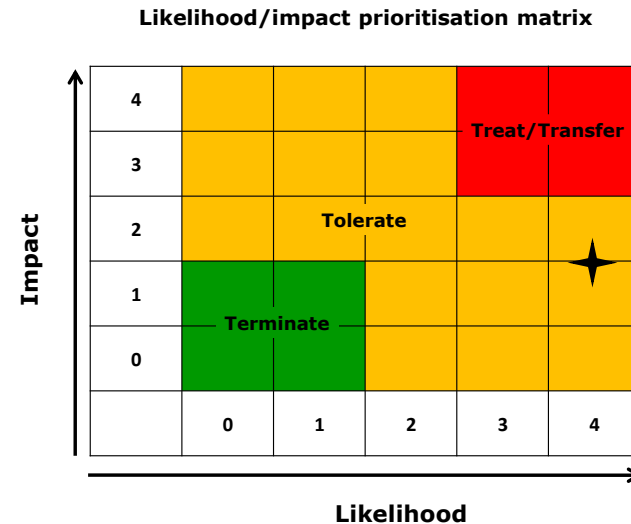 Likelihood/impact prioritisation matrix
4
Treat/Transfer
3
Impact
2
Tolerate
1
Terminate
0
0 1 2 3 4
Likelihood